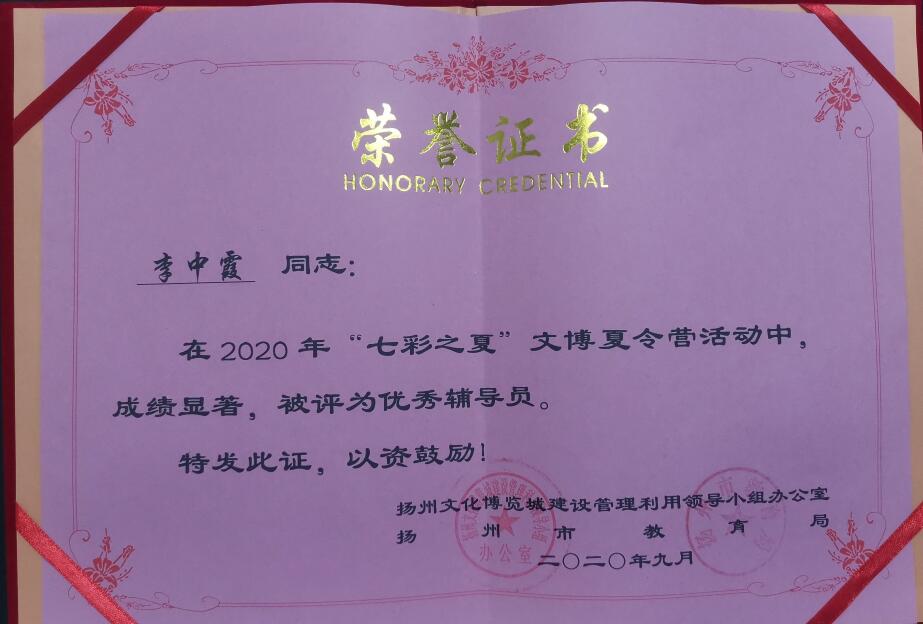 荣誉证书
HONORARY CREDENTIAL
李中霞 同志：
在2020年“七彩之夏”文博夏令营活动中，
成绩显著，被评为优秀辅导员。
特发此证，以资鼓励！
扬州文化博览城建设管理利用领导小组办公室
扬州市教育局
二〇二〇年九月
办公室